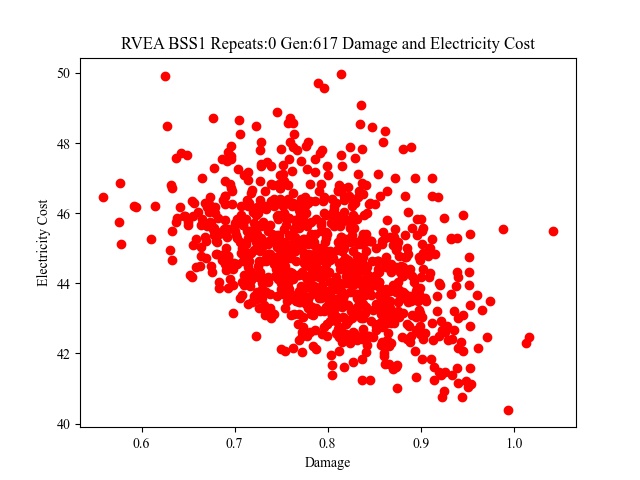 RVEA BSS1 Repeats:0 Gen:617 Damage and Electricity Cost
50
48
46
44
42
40
Electricity Cost
0.6 0.7 0.8 0.9 1.0
Damage